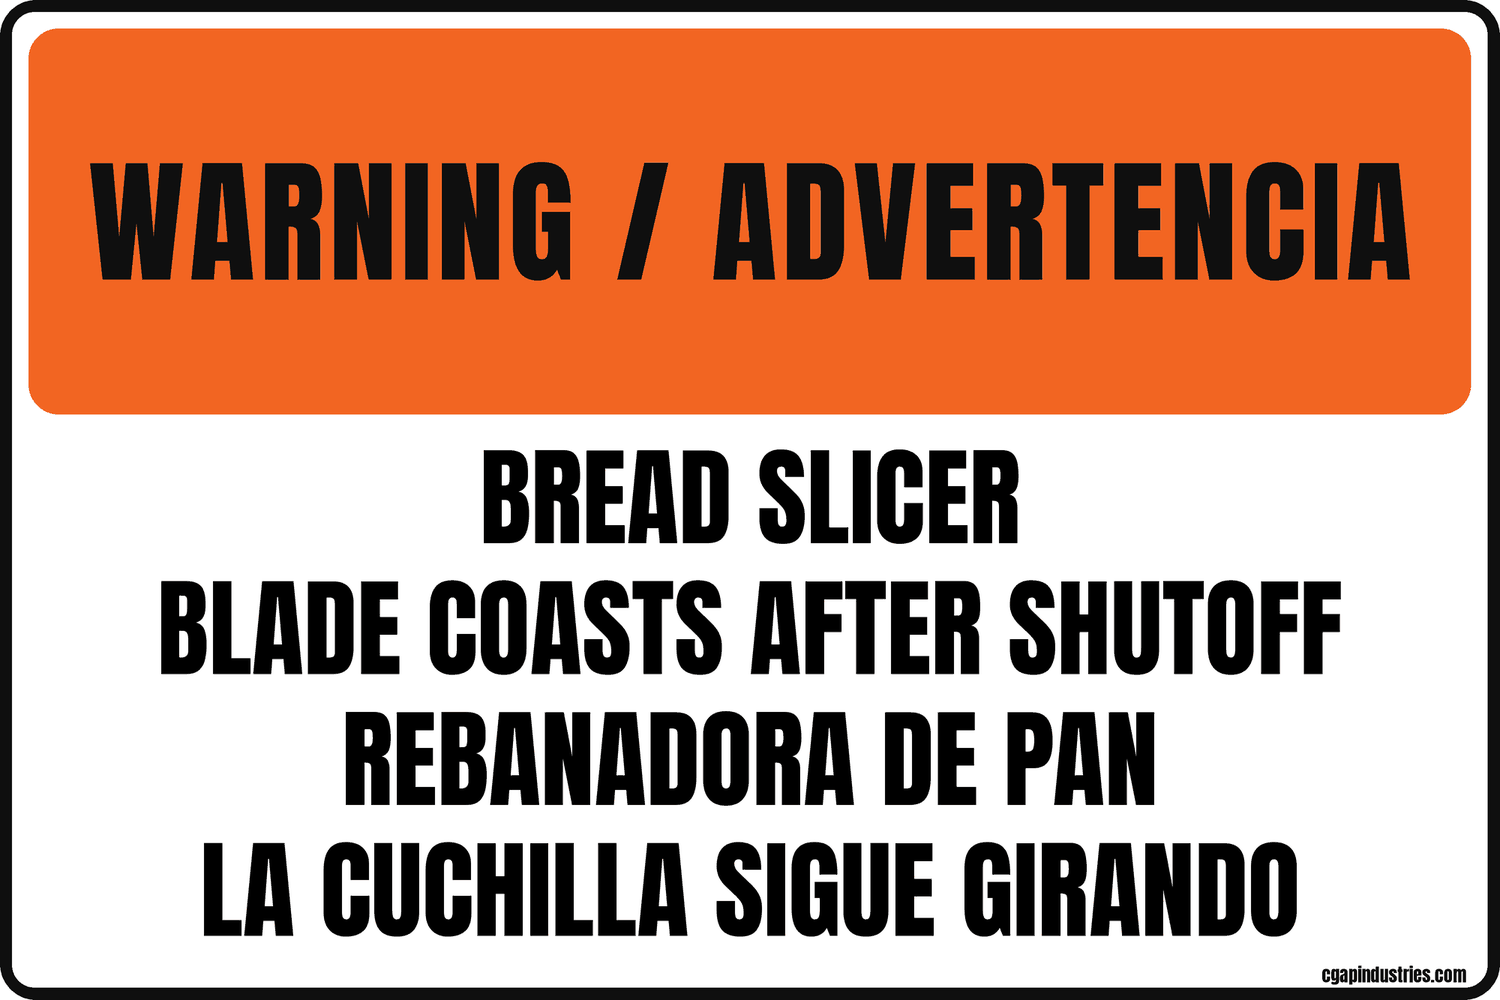 WARNING / ADVERTENCIA
BREAD SLICER
BLADE COASTS AFTER SHUTOFF
REBANADORA DE PAN
LA CUCHILLA SIGUE GIRANDO
cgapindustries.com